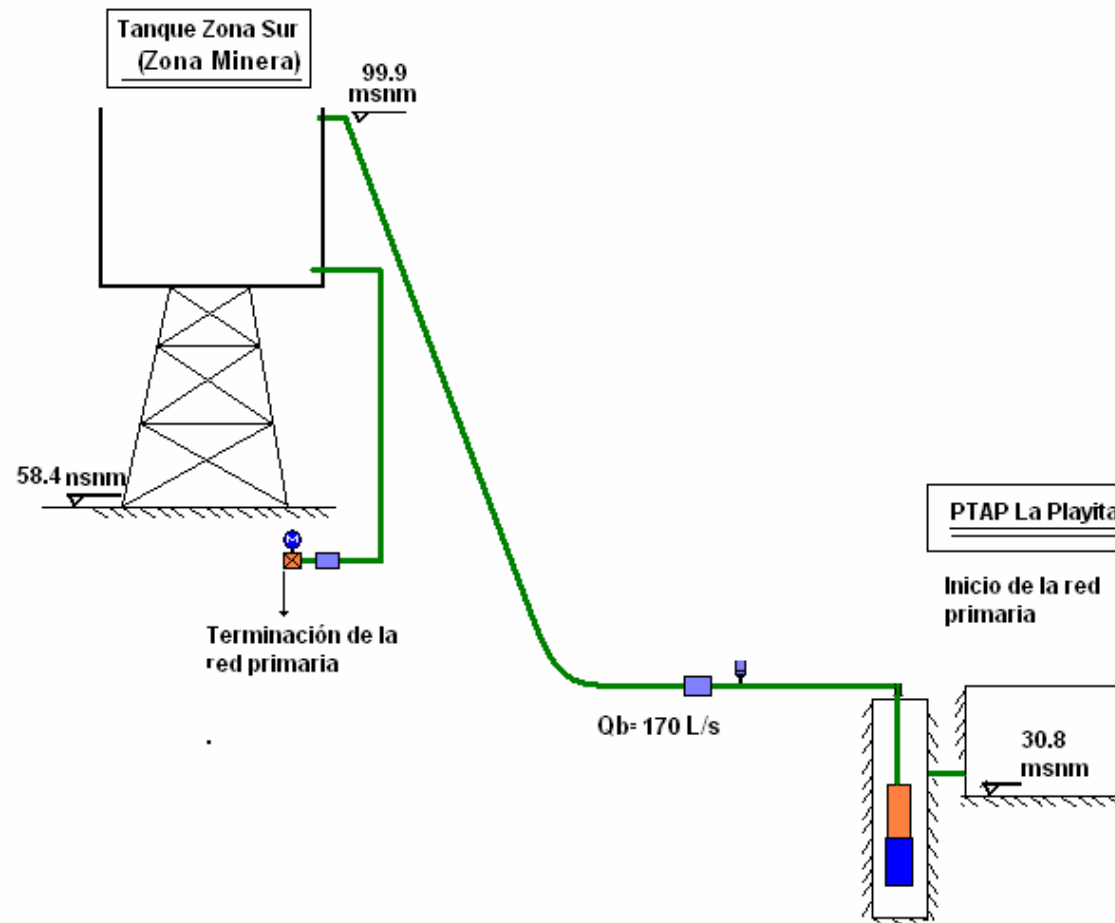 Tanque Zona Sur
(Zona Minera)
99.9
msnm
58.4 nsnm
M
Terminación de la
red primaria
Qb= 170 L/s
PTAP La Playita
Inicio de la red
primaria
30.8
msnm